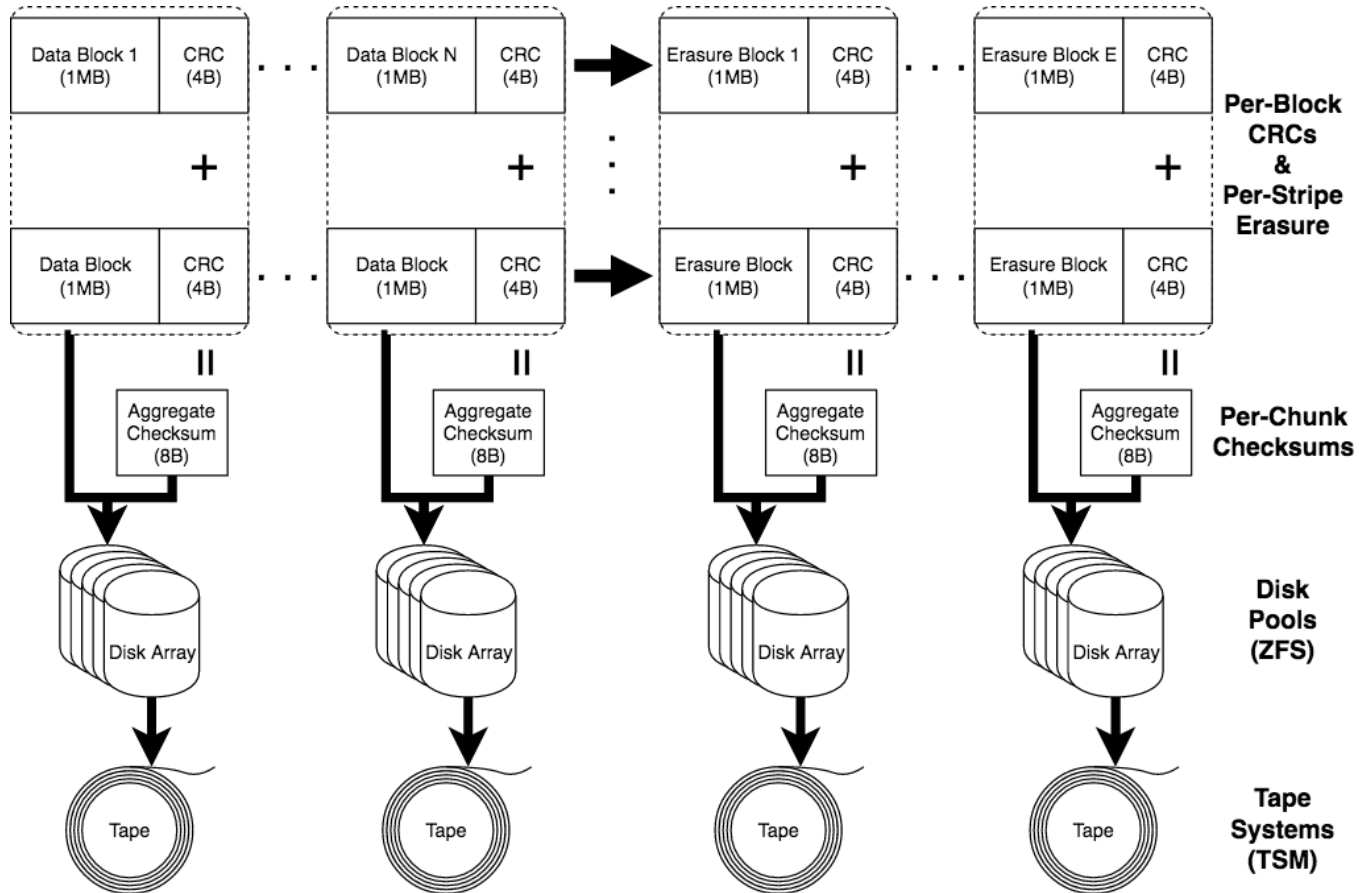 Data Block 1
(1MB)
CRC
(4B)
. . .
Data Block N
(1MB)
CRC
(4B)
Erasure Block 1
(1MB)
CRC
(4B)
. . .
Erasure Block E
(1MB)
CRC
(4B)
Per-Block
CRCs
&
Per-Stripe
Erasure
+
+
.
.
.
+
+
Data Block
(1MB)
CRC
(4B)
. . .
Data Block
(1MB)
CRC
(4B)
Erasure Block
(1MB)
CRC
(4B)
. . .
Erasure Block
(1MB)
CRC
(4B)
=
=
=
=
Aggregate
Checksum
(8B)
Aggregate
Checksum
(8B)
Aggregate
Checksum
(8B)
Aggregate
Checksum
(8B)
Per-Chunk
Checksums
Disk Array
Disk Array
Disk Array
Disk Array
Disk
Pools
(ZFS)
Tape
Tape
Tape
Tape
Tape
Systems
(TSM)